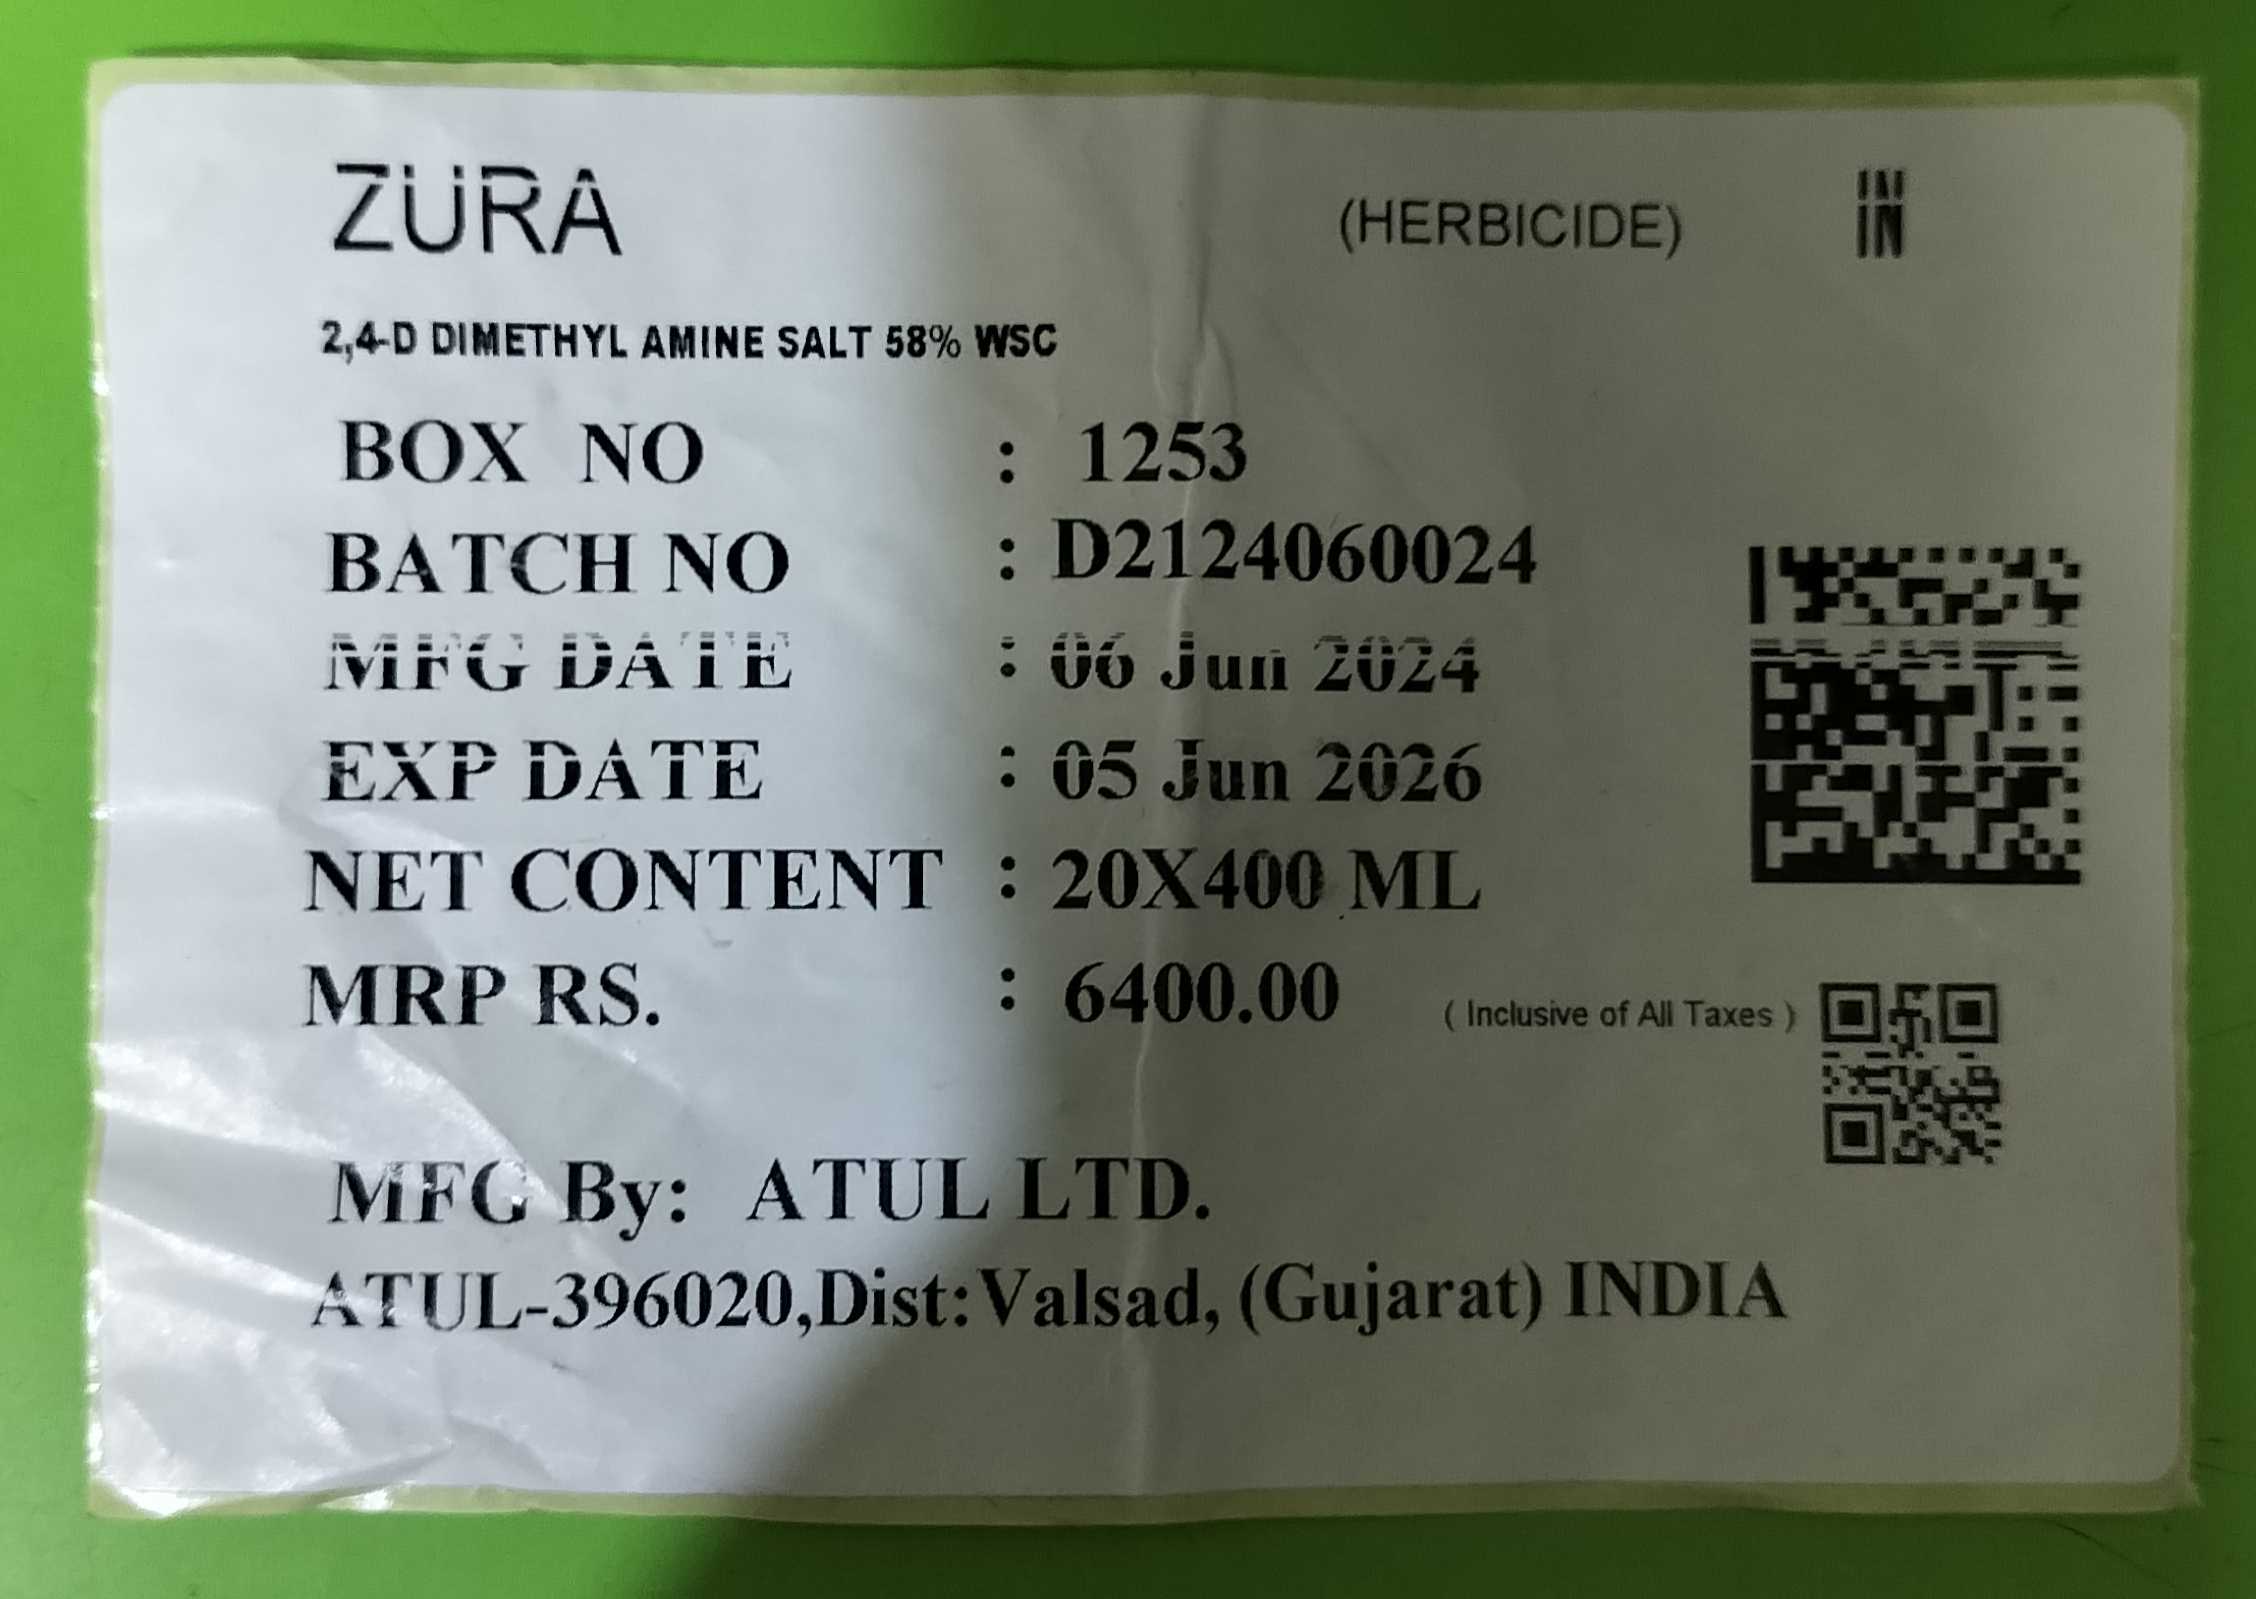 ZURA (HERBICIDE) IN
2,4-D DIMETHYL AMINE SALT 58% WSC
BOX NO : 1253
BATCH NO : D2124060024
MFG DATE : 06 Jun 2024
EXP DATE : 05 Jun 2026
NET CONTENT : 20X400 ML
MRP RS. : 6400.00 ( Inclusive of All Taxes )
MFG By: ATUL LTD.
ATUL-396020,Dist:Valsad, (Gujarat) INDIA